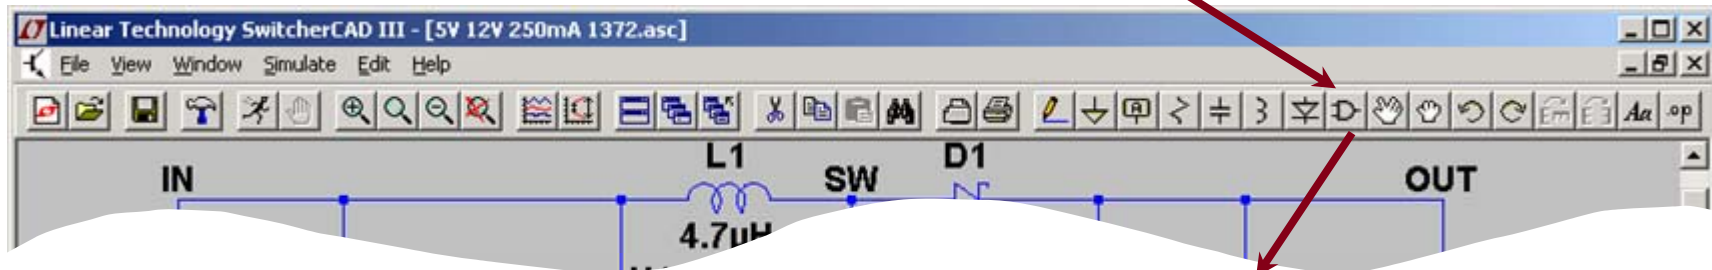 Linear Technology SwitcherCAD III - [5V 12V 250mA 1372.asc]
File View Window Simulate Edit Help
A Aa .op
L1 D1
IN SW OUT
4.7µH